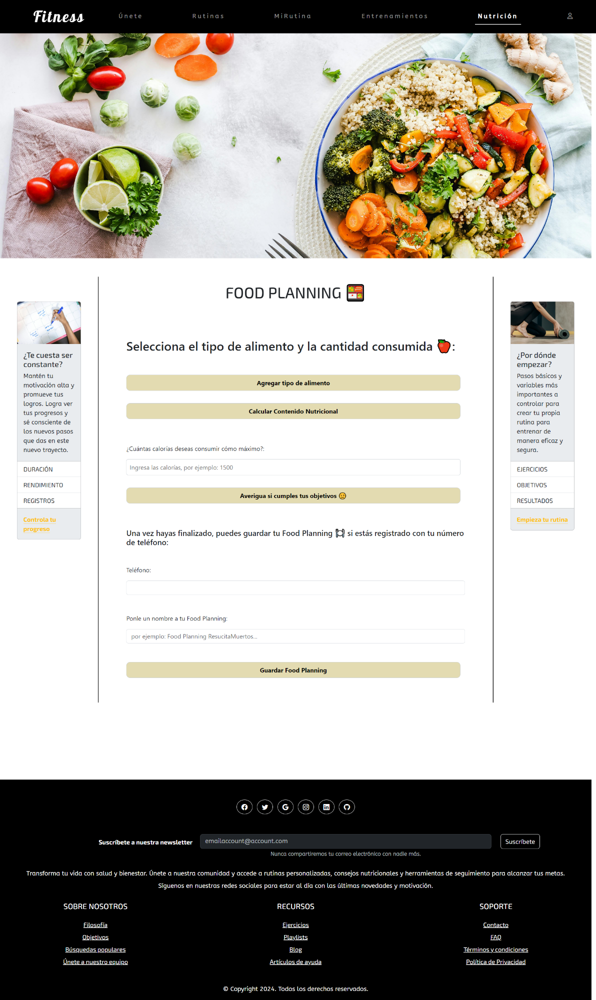 Fitness
Únete
Rutinas
MiRutina
Entrenamientos
Nutrición
FOOD PLANNING 🍱
¿Te cuesta ser
constante?
Mantén tu
motivación alta y
promueve tus
logros. Logra ver
tus progresos y
sé consciente de
los nuevos pasos
que das en este
nuevo trayecto.
DURACIÓN
RENDIMIENTO
REGISTROS
Controla tu
progreso
Selecciona el tipo de alimento y la cantidad consumida 🍎:
Agregar tipo de alimento
Calcular Contenido Nutricional
¿Cuántas calorías deseas consumir cómo máximo?:
Ingresa las calorías, por ejemplo: 1500
Averigua si cumples tus objetivos 😉
Una vez hayas finalizado, puedes guardar tu Food Planning 🍽 si estás registrado con tu número
de teléfono:
Teléfono:
Ponle un nombre a tu Food Planning:
por ejemplo: Food Planning ResucitaMuertos...
Guardar Food Planning
¿Por dónde
empezar?
Pasos básicos y
variables más
importantes a
controlar para
crear tu propia
rutina para
entrenar de
manera eficaz y
segura.
EJERCICIOS
OBJETIVOS
RESULTADOS
Empieza tu rutina
Suscríbete a nuestra newsletter
emailaccount@account.com
Suscríbete
Nunca compartiremos tu correo electrónico con nadie más.
Transforma tu vida con salud y bienestar. Únete a nuestra comunidad y accede a rutinas personalizadas, consejos nutricionales y herramientas de seguimiento para alcanzar tus metas.
Síguenos en nuestras redes sociales para estar al día con las últimas novedades y motivación.
SOBRE NOSOTROS
Filosofía
Objetivos
Búsquedas populares
Únete a nuestro equipo
RECURSOS
Ejercicios
Playlists
Blog
Artículos de ayuda
SOPORTE
Contacto
FAQ
Términos y condiciones
Política de Privacidad
© Copyright 2024. Todos los derechos reservados.